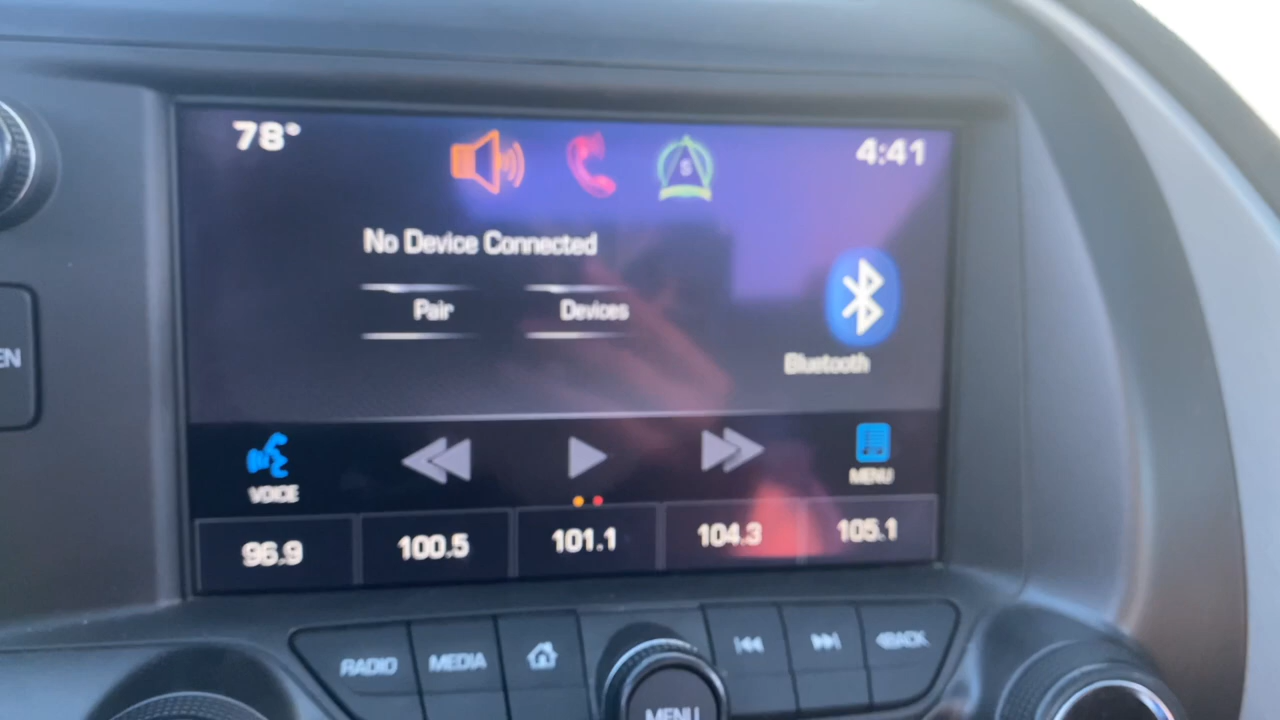 78° 4:41
No Device Connected
Pair Devices
Bluetooth
VOICE MENU
96.9 100.5 101.1 104.3 105.1
EN
RADIO MEDIA BACK
MENU